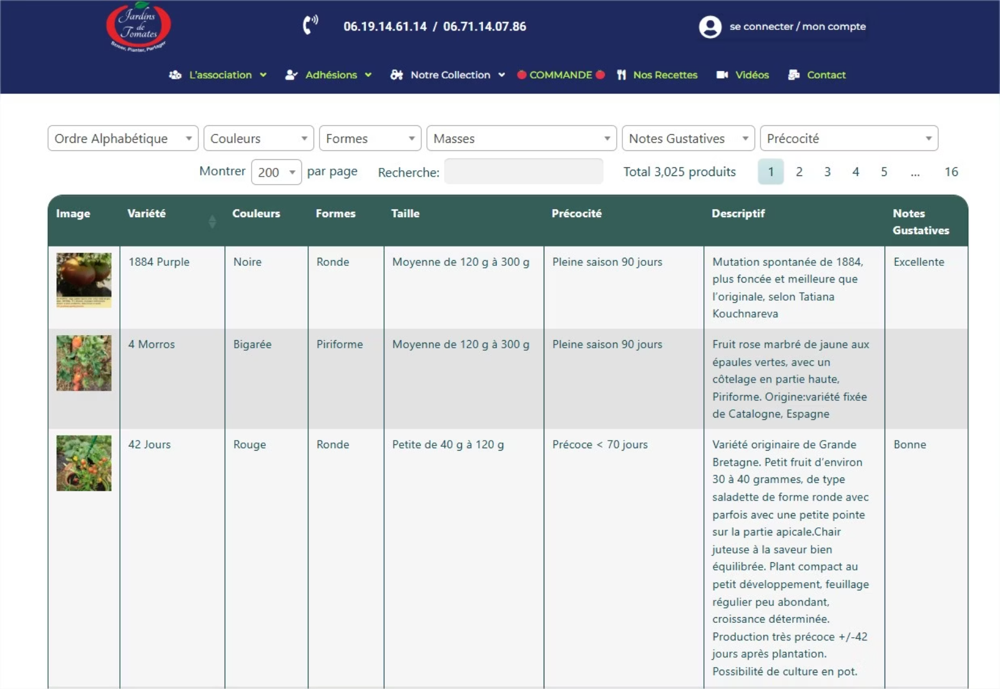 Jardins
de
Tomates
Semer, Planter, Partager
06.19.14.61.14 / 06.71.14.07.86
se connecter / mon compte
L'association
Adhésions
Notre Collection
COMMANDE
Nos Recettes
Vidéos
Contact
Ordre Alphabétique
Couleurs
Formes
Masses
Notes Gustatives
Précocité
Montrer 200 par page
Recherche:
Total 3,025 produits
1 2 3 4 5 ... 16
Image
Variété
Couleurs
Formes
Taille
Précocité
Descriptif
Notes
Gustatives
1884 Purple
Noire
Ronde
Moyenne de 120 g à 300 g
Pleine saison 90 jours
Mutation spontanée de 1884,
plus foncée et meilleure que
l'originale, selon Tatiana
Kouchnareva
Excellente
4 Morros
Bigarée
Piriforme
Moyenne de 120 g à 300 g
Pleine saison 90 jours
Fruit rose marbré de jaune aux
épaules vertes, avec un
côtelage en partie haute,
Piriforme. Origine:variété fixée
de Catalogne, Espagne
42 Jours
Rouge
Ronde
Petite de 40 g à 120 g
Précoce < 70 jours
Variété originaire de Grande
Bretagne. Petit fruit d'environ
30 à 40 grammes, de type
saladette de forme ronde avec
parfois avec une petite pointe
sur la partie apicale.Chair
juteuse à la saveur bien
équilibrée. Plant compact au
petit développement, feuillage
régulier peu abondant,
croissance déterminée.
Production très précoce +/-42
jours après plantation.
Possibilité de culture en pot.
Bonne